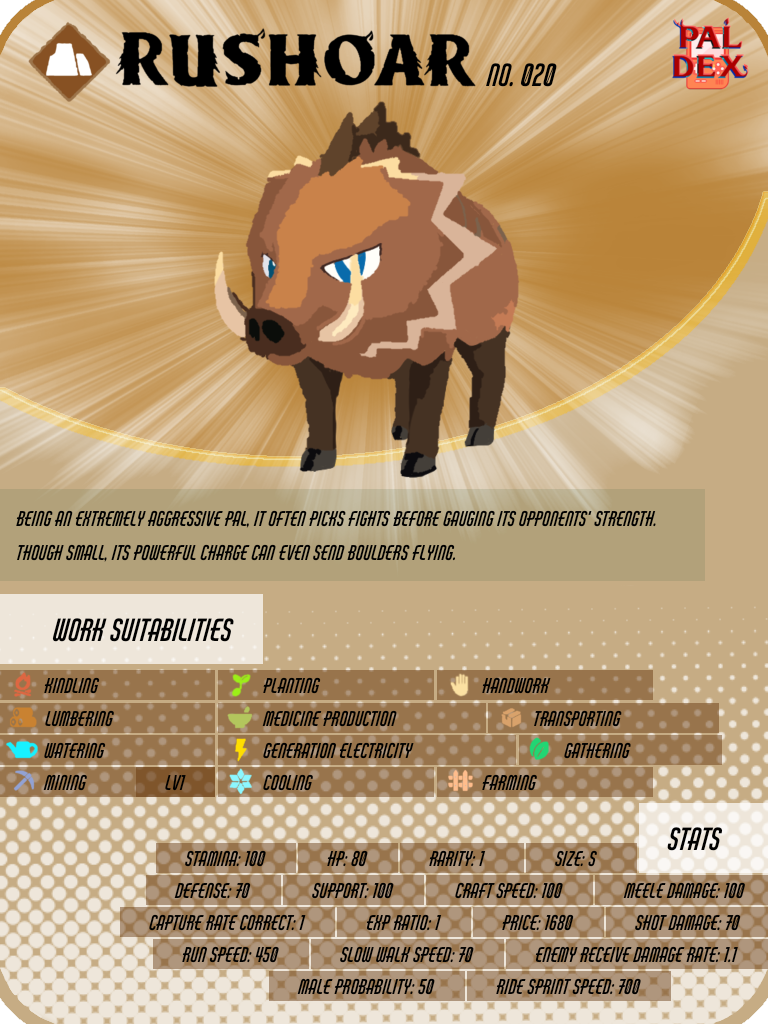 RUSHOAR NO. 020
PAL
DEX
BEING AN EXTREMELY AGGRESSIVE PAL, IT OFTEN PICKS FIGHTS BEFORE GAUGING ITS OPPONENTS' STRENGTH.
THOUGH SMALL, ITS POWERFUL CHARGE CAN EVEN SEND BOULDERS FLYING.
WORK SUITABILITIES
KINDLING PLANTING HANDWORK
LUMBERING MEDICINE PRODUCTION TRANSPORTING
WATERING GENERATION ELECTRICITY GATHERING
MINING LV1 COOLING FARMING
STATS
STAMINA: 100 HP: 80 RARITY: 1 SIZE: S
DEFENSE: 70 SUPPORT: 100 CRAFT SPEED: 100 MEELE DAMAGE: 100
CAPTURE RATE CORRECT: 1 EXP RATIO: 1 PRICE: 1680 SHOT DAMAGE: 70
RUN SPEED: 450 SLOW WALK SPEED: 70 ENEMY RECEIVE DAMAGE RATE: 1.1
MALE PROBABILITY: 50 RIDE SPRINT SPEED: 700